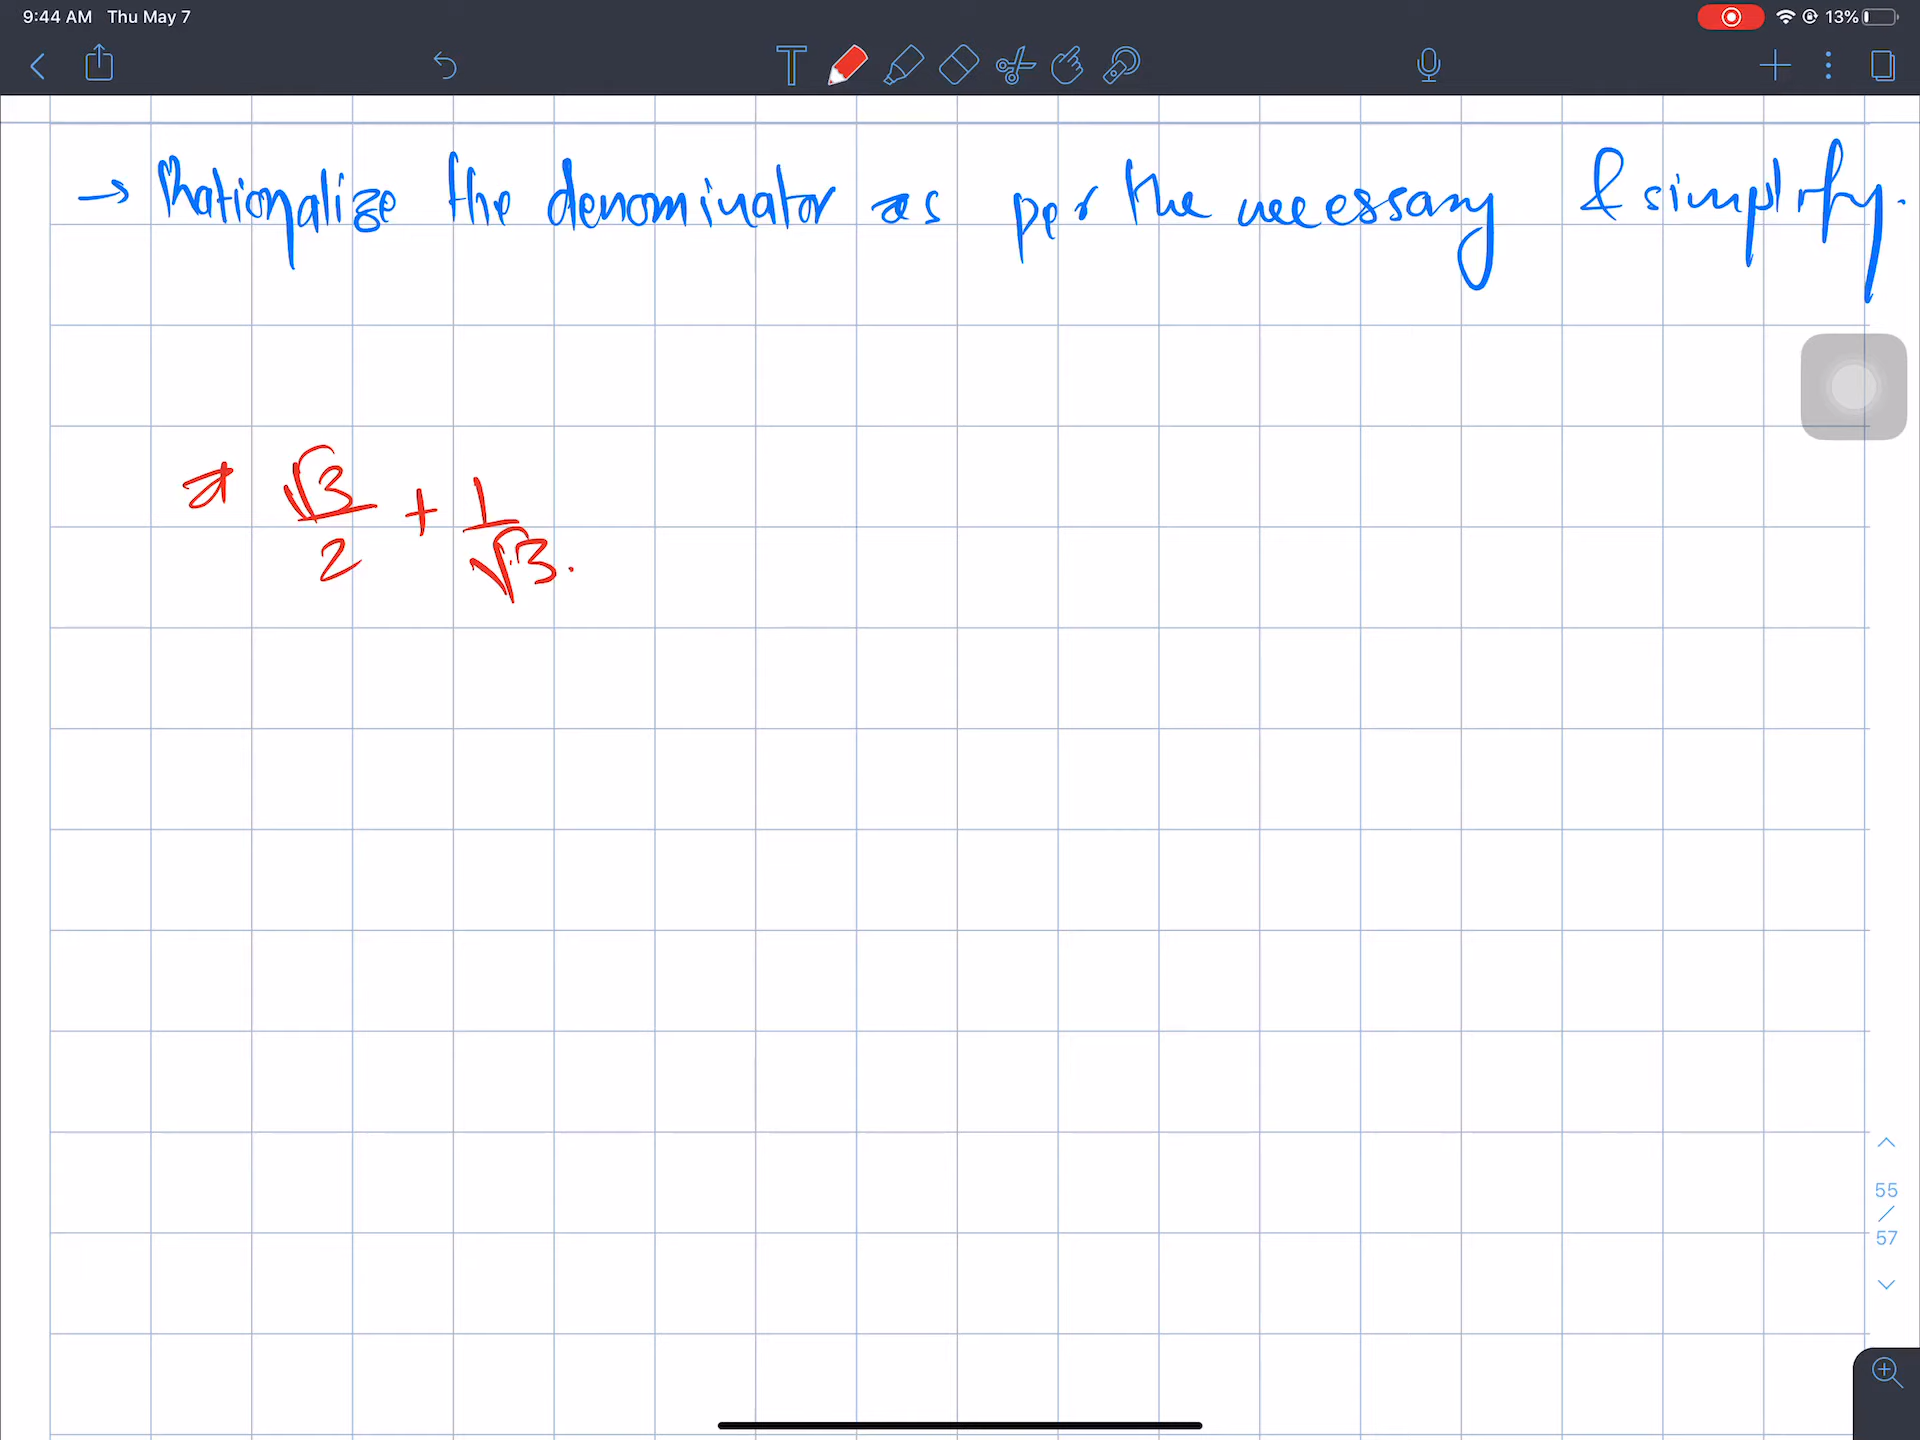 9:44 AM Thu May 7
13%
T
→ Rationalize the denominator as per the necessary & simplify.
⇒ √3/2 + 1/√3.
55
/
57